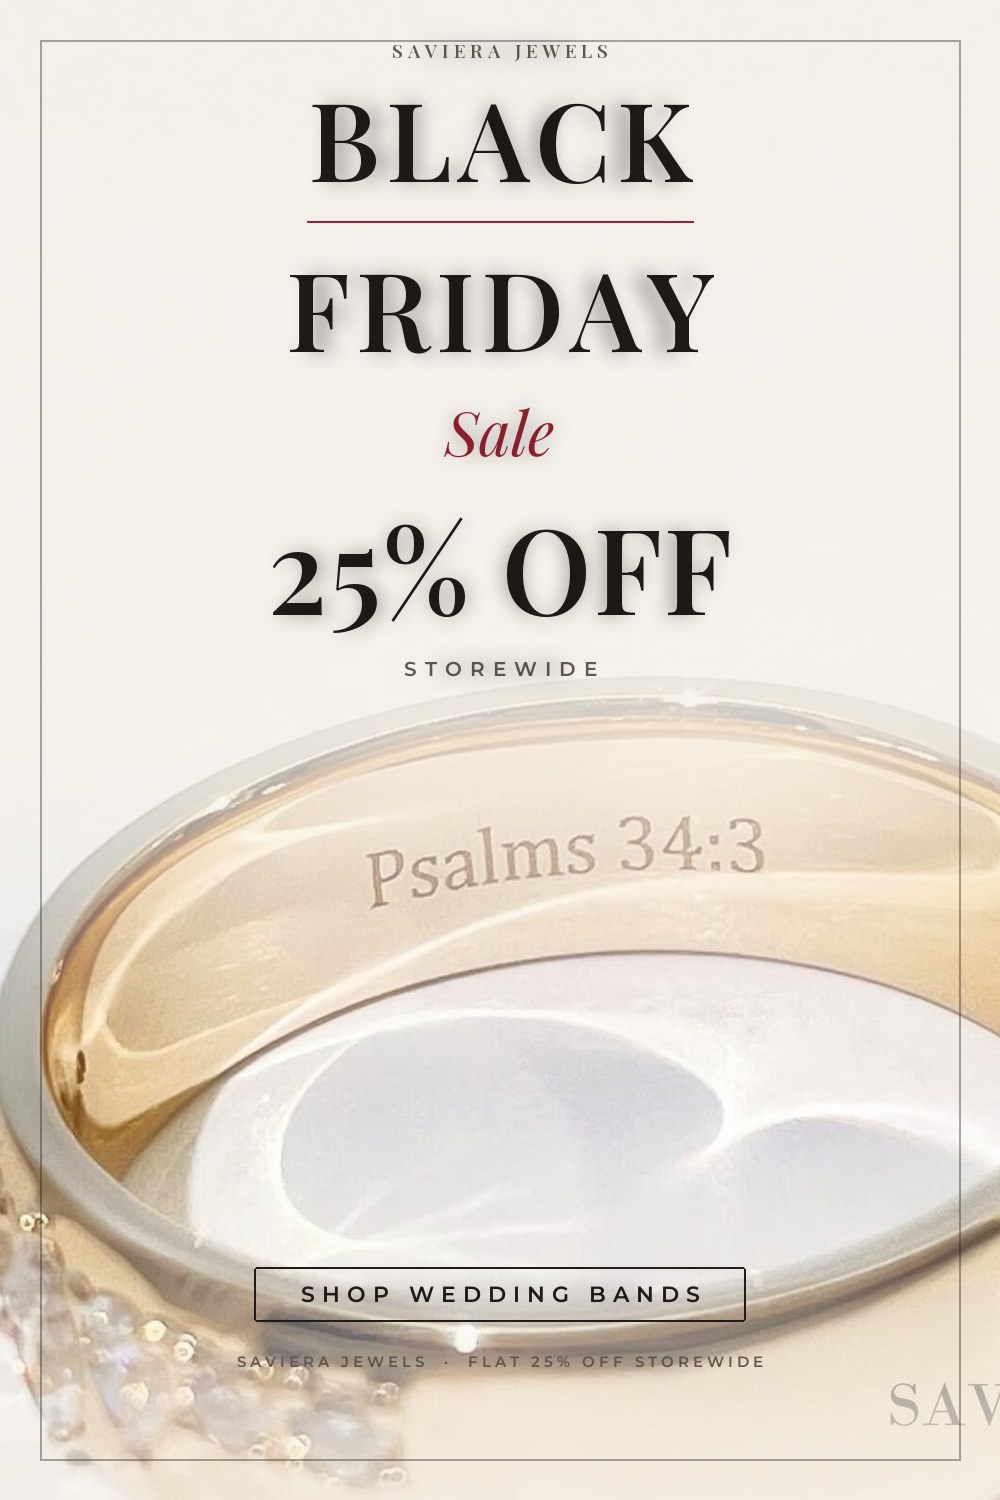 SAVIERA JEWELS
BLACK
FRIDAY
Sale
25% OFF
STOREWIDE
Psalms 34:3
SHOP WEDDING BANDS
SAVIERA JEWELS · FLAT 25% OFF STOREWIDE
SAV